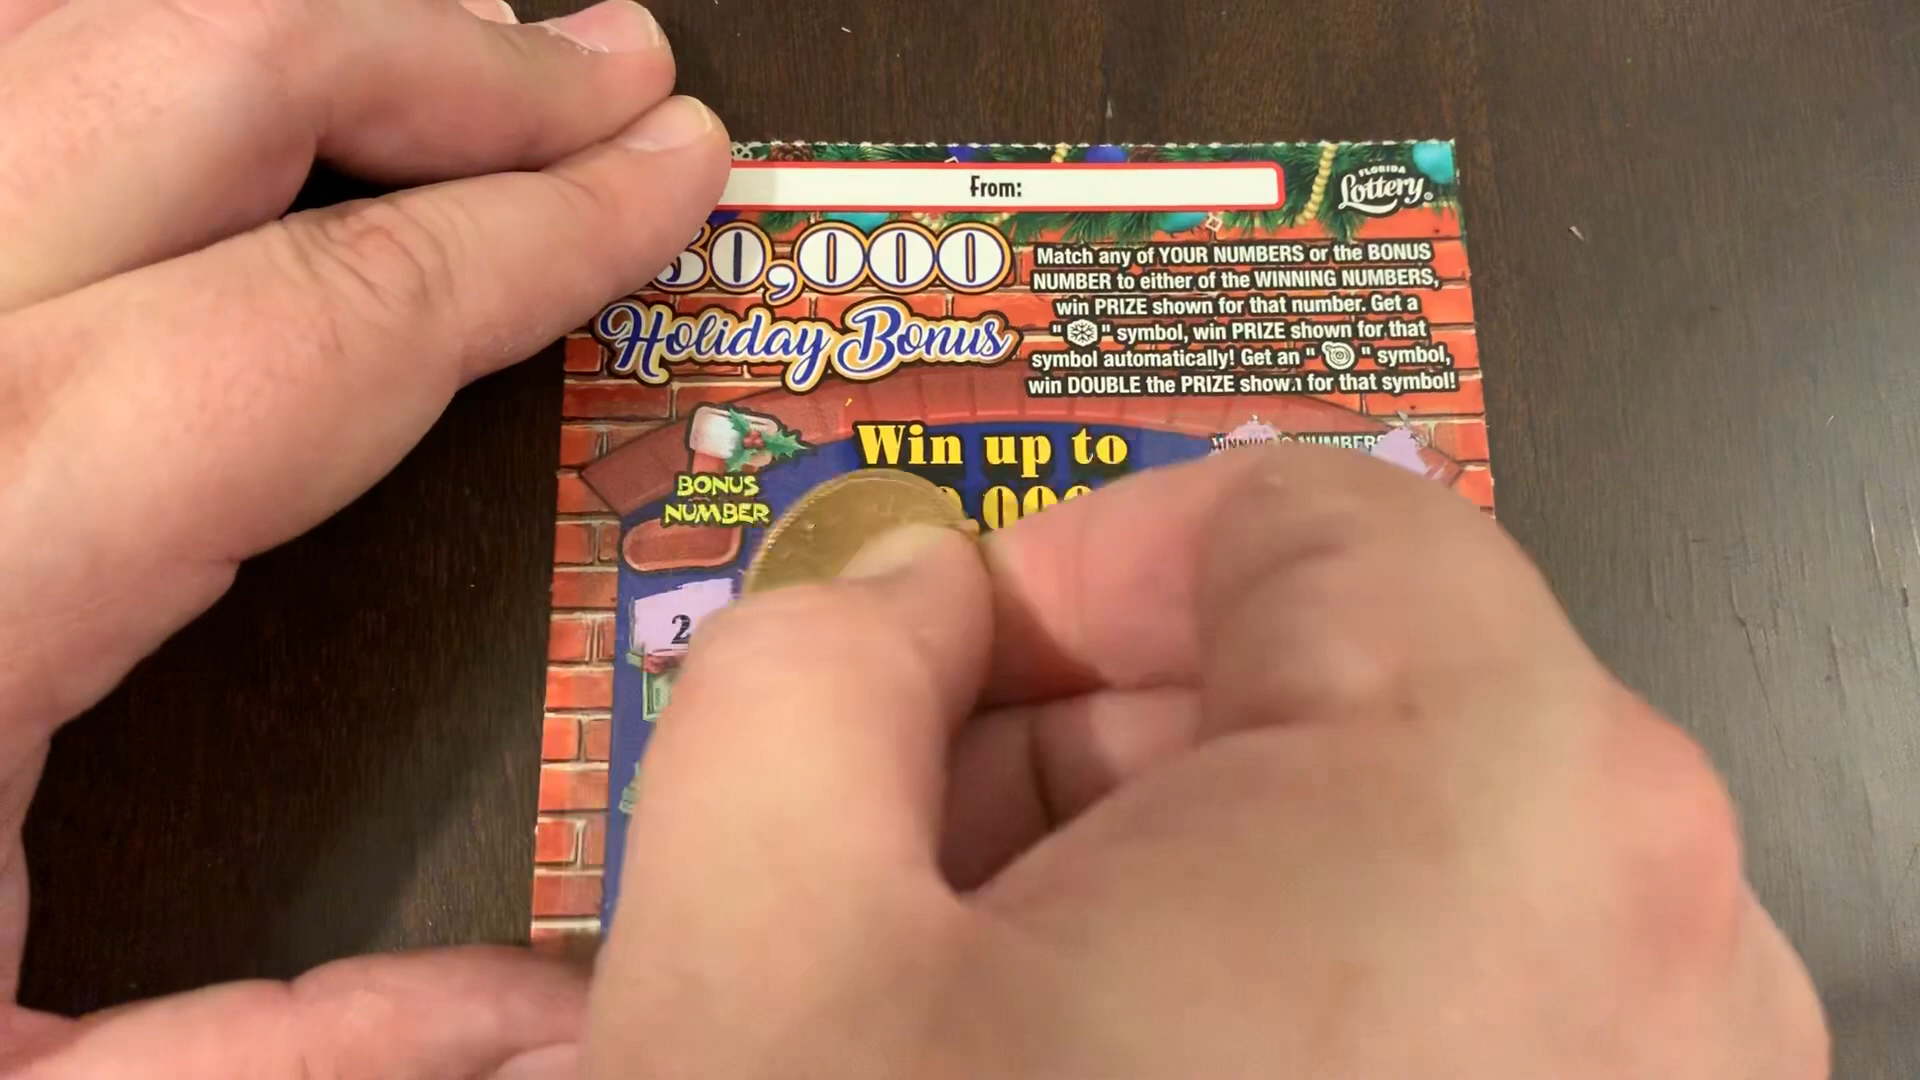 From:
FLORIDA
Lottery
0,000
Holiday Bonus
Match any of YOUR NUMBERS or the BONUS
NUMBER to either of the WINNING NUMBERS,
win PRIZE shown for that number. Get a
" " symbol, win PRIZE shown for that
symbol automatically! Get an " " symbol,
win DOUBLE the PRIZE shown for that symbol!
Win up to
NUMBERS
BONUS
NUMBER
2